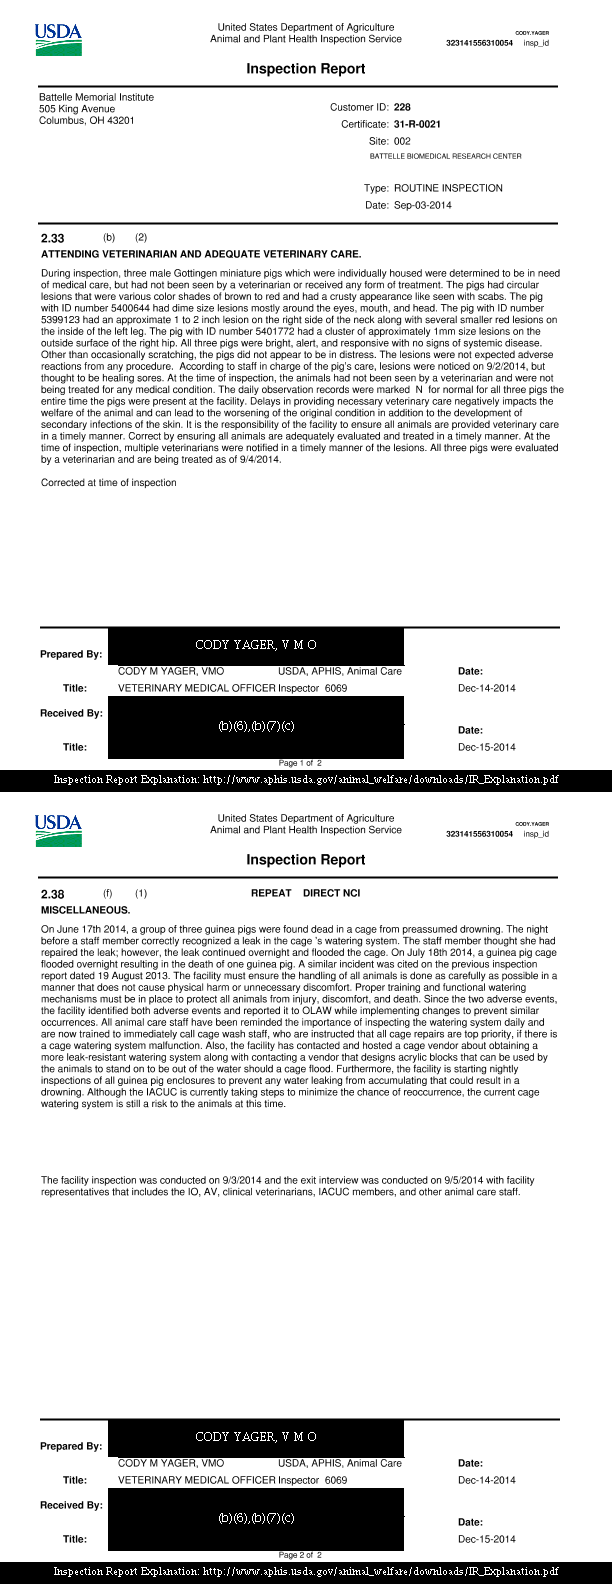 USDA
United States Department of Agriculture
Animal and Plant Health Inspection Service
CODY.YAGER
323141556310054 insp_id
Inspection Report
Battelle Memorial Institute
505 King Avenue
Columbus, OH 43201
Customer ID: 228
Certificate: 31-R-0021
Site: 002
BATTELLE BIOMEDICAL RESEARCH CENTER
Type: ROUTINE INSPECTION
Date: Sep-03-2014
2.33 (b) (2)
ATTENDING VETERINARIAN AND ADEQUATE VETERINARY CARE.
During inspection, three male Gottingen miniature pigs which were individually housed were determined to be in need
of medical care, but had not been seen by a veterinarian or received any form of treatment. The pigs had circular
lesions that were various color shades of brown to red and had a crusty appearance like seen with scabs. The pig
with ID number 5400644 had dime size lesions mostly around the eyes, mouth, and head. The pig with ID number
5399123 had an approximate 1 to 2 inch lesion on the right side of the neck along with several smaller red lesions on
the inside of the left leg. The pig with ID number 5401772 had a cluster of approximately 1mm size lesions on the
outside surface of the right hip. All three pigs were bright, alert, and responsive with no signs of systemic disease.
Other than occasionally scratching, the pigs did not appear to be in distress. The lesions were not expected adverse
reactions from any procedure. According to staff in charge of the pig's care, lesions were noticed on 9/2/2014, but
thought to be healing sores. At the time of inspection, the animals had not been seen by a veterinarian and were not
being treated for any medical condition. The daily observation records were marked N for normal for all three pigs the
entire time the pigs were present at the facility. Delays in providing necessary veterinary care negatively impacts the
welfare of the animal and can lead to the worsening of the original condition in addition to the development of
secondary infections of the skin. It is the responsibility of the facility to ensure all animals are provided veterinary care
in a timely manner. Correct by ensuring all animals are adequately evaluated and treated in a timely manner. At the
time of inspection, multiple veterinarians were notified in a timely manner of the lesions. All three pigs were evaluated
by a veterinarian and are being treated as of 9/4/2014.
Corrected at time of inspection
CODY YAGER, V M O
Prepared By:
CODY M YAGER, VMO USDA, APHIS, Animal Care Date:
Title: VETERINARY MEDICAL OFFICER Inspector 6069 Dec-14-2014
Received By:
(b)(6),(b)(7)(c)
Date:
Title: Dec-15-2014
Page 1 of 2
Inspection Report Explanation: http://www.aphis.usda.gov/animal_welfare/downloads/IR_Explanation.pdf
USDA
United States Department of Agriculture
Animal and Plant Health Inspection Service
CODY.YAGER
323141556310054 insp_id
Inspection Report
2.38 (f) (1) REPEAT DIRECT NCI
MISCELLANEOUS.
On June 17th 2014, a group of three guinea pigs were found dead in a cage from preassumed drowning. The night
before a staff member correctly recognized a leak in the cage 's watering system. The staff member thought she had
repaired the leak; however, the leak continued overnight and flooded the cage. On July 18th 2014, a guinea pig cage
flooded overnight resulting in the death of one guinea pig. A similar incident was cited on the previous inspection
report dated 19 August 2013. The facility must ensure the handling of all animals is done as carefully as possible in a
manner that does not cause physical harm or unnecessary discomfort. Proper training and functional watering
mechanisms must be in place to protect all animals from injury, discomfort, and death. Since the two adverse events,
the facility identified both adverse events and reported it to OLAW while implementing changes to prevent similar
occurrences. All animal care staff have been reminded the importance of inspecting the watering system daily and
are now trained to immediately call cage wash staff, who are instructed that all cage repairs are top priority, if there is
a cage watering system malfunction. Also, the facility has contacted and hosted a cage vendor about obtaining a
more leak-resistant watering system along with contacting a vendor that designs acrylic blocks that can be used by
the animals to stand on to be out of the water should a cage flood. Furthermore, the facility is starting nightly
inspections of all guinea pig enclosures to prevent any water leaking from accumulating that could result in a
drowning. Although the IACUC is currently taking steps to minimize the chance of reoccurrence, the current cage
watering system is still a risk to the animals at this time.
The facility inspection was conducted on 9/3/2014 and the exit interview was conducted on 9/5/2014 with facility
representatives that includes the IO, AV, clinical veterinarians, IACUC members, and other animal care staff.
CODY YAGER, V M O
Prepared By:
CODY M YAGER, VMO USDA, APHIS, Animal Care Date:
Title: VETERINARY MEDICAL OFFICER Inspector 6069 Dec-14-2014
Received By:
(b)(6),(b)(7)(c)
Date:
Title: Dec-15-2014
Page 2 of 2
Inspection Report Explanation: http://www.aphis.usda.gov/animal_welfare/downloads/IR_Explanation.pdf